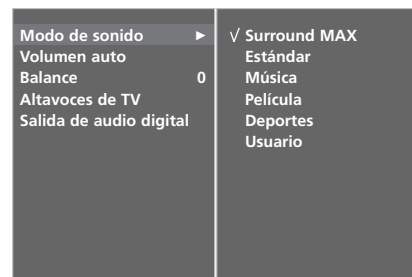 Modo de sonido ►
Volumen auto
Balance 0
Altavoces de TV
Salida de audio digital
√ Surround MAX
Estándar
Música
Película
Deportes
Usuario